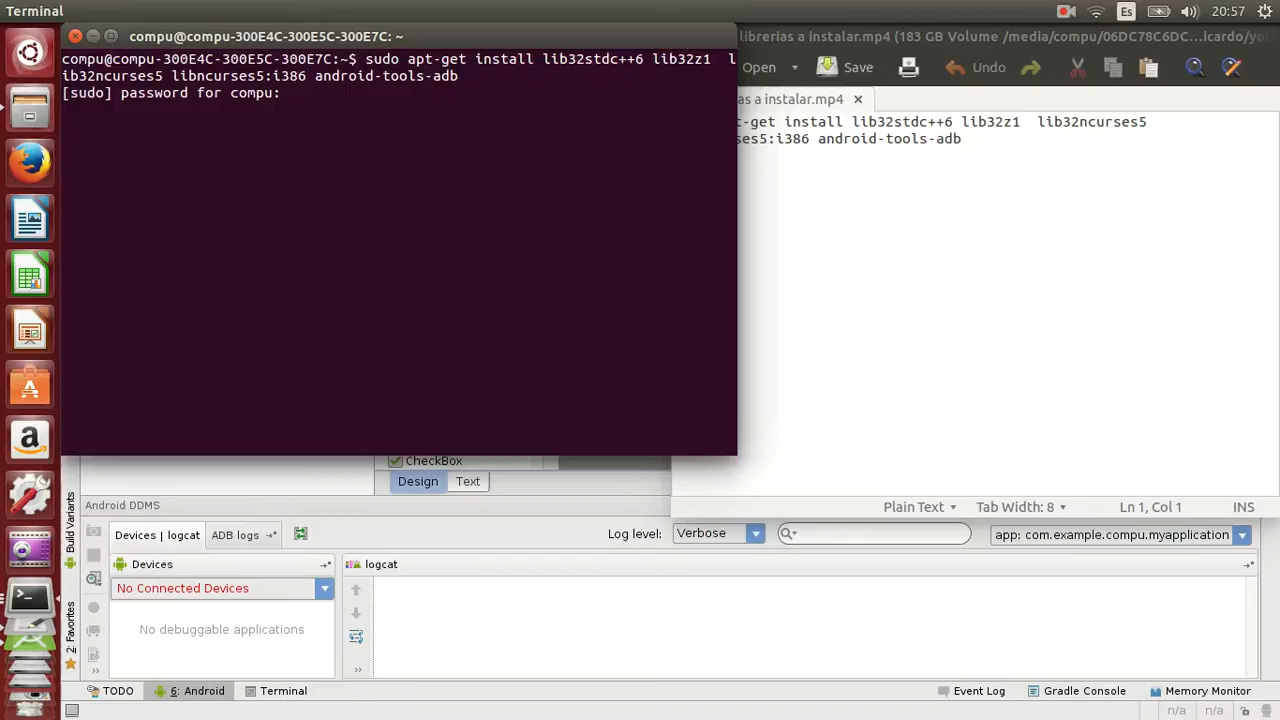 Terminal
Es
20:57
compu@compu-300E4C-300E5C-300E7C: ~
compu@compu-300E4C-300E5C-300E7C:~$ sudo apt-get install lib32stdc++6 lib32z1  l
ib32ncurses5 libncurses5:i386 android-tools-adb
[sudo] password for compu:
librerias a instalar.mp4 (183 GB Volume /media/compu/06DC78C6DC...icardo/you
Open
Save
Undo
as a instalar.mp4
-get install lib32stdc++6 lib32z1  lib32ncurses5
ses5:i386 android-tools-adb
CheckBox
Design
Text
Plain Text
Tab Width: 8
Ln 1, Col 1
INS
Build Variants
2: Favorites
Android DDMS
Devices | logcat
ADB logs
Log level:
Verbose
app: com.example.compu.myapplication
Devices
logcat
No Connected Devices
No debuggable applications
TODO
6: Android
Terminal
Event Log
Gradle Console
Memory Monitor
n/a
n/a